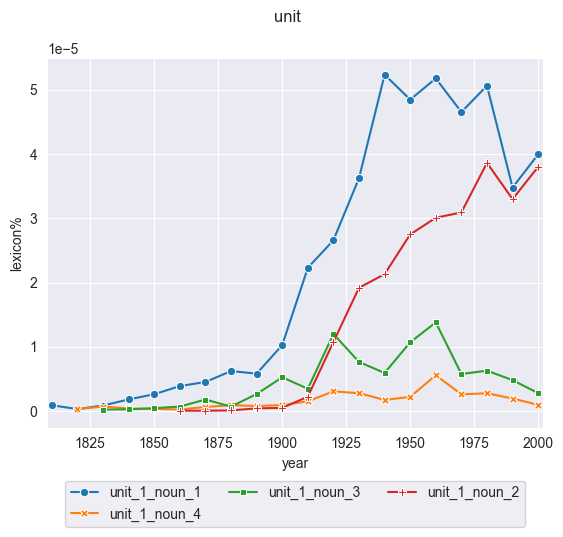 unit
1e−5
5
4
3
2
1
0
lexicon%
1825 1850 1875 1900 1925 1950 1975 2000
year
unit_1_noun_1 unit_1_noun_3 unit_1_noun_2
unit_1_noun_4